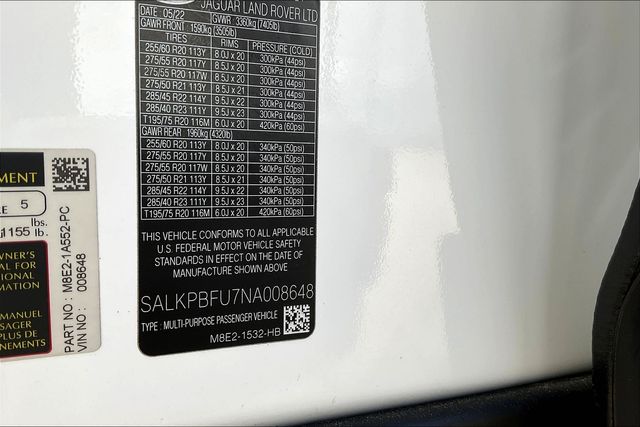 JAGUAR LAND ROVER LTD
DATE 05/22 GVWR 3360kg (7405lb)
GAWR FRONT 1590kg (3505lb)
TIRES RIMS PRESSURE (COLD)
255/60 R20 113Y 8.0J x 20 300kPa (44psi)
255/55 R20 117Y 8.5J x 20 300kPa (44psi)
275/55 R20 117W 8.5J x 20 300kPa (44psi)
275/50 R21 113Y 8.5J x 21 300kPa (44psi)
285/45 R22 114Y 9.5J x 22 300kPa (44psi)
285/40 R23 111Y 9.5J x 23 300kPa (44psi)
T195/75 R20 116M 6.0J x 20 420kPa (60psi)
GAWR REAR 1960kg (4320lb)
255/60 R20 113Y 8.0J x 20 340kPa (50psi)
275/55 R20 117Y 8.5J x 20 340kPa (50psi)
275/55 R20 117W 8.5J x 20 340kPa (50psi)
275/50 R21 113Y 8.5J x 21 340kPa (50psi)
285/45 R22 114Y 9.5J x 22 340kPa (50psi)
285/40 R23 111Y 9.5J x 23 340kPa (50psi)
T195/75 R20 116M 6.0J x 20 420kPa (60psi)
THIS VEHICLE CONFORMS TO ALL APPLICABLE
U.S. FEDERAL MOTOR VEHICLE SAFETY
STANDARDS IN EFFECT ON THE DATE OF
MANUFACTURE SHOWN ABOVE
SALKPBFU7NA008648
TYPE : MULTI-PURPOSE PASSENGER VEHICLE
M8E2-1532-HB
MENT
RE 5
lbs.
1155 lb.
WNER'S
AL FOR
IONAL
MATION
MANUEL
SAGER
PLUS DE
NEMENTS
PART NO : M8E2-1A552-PC
VIN NO : 008648